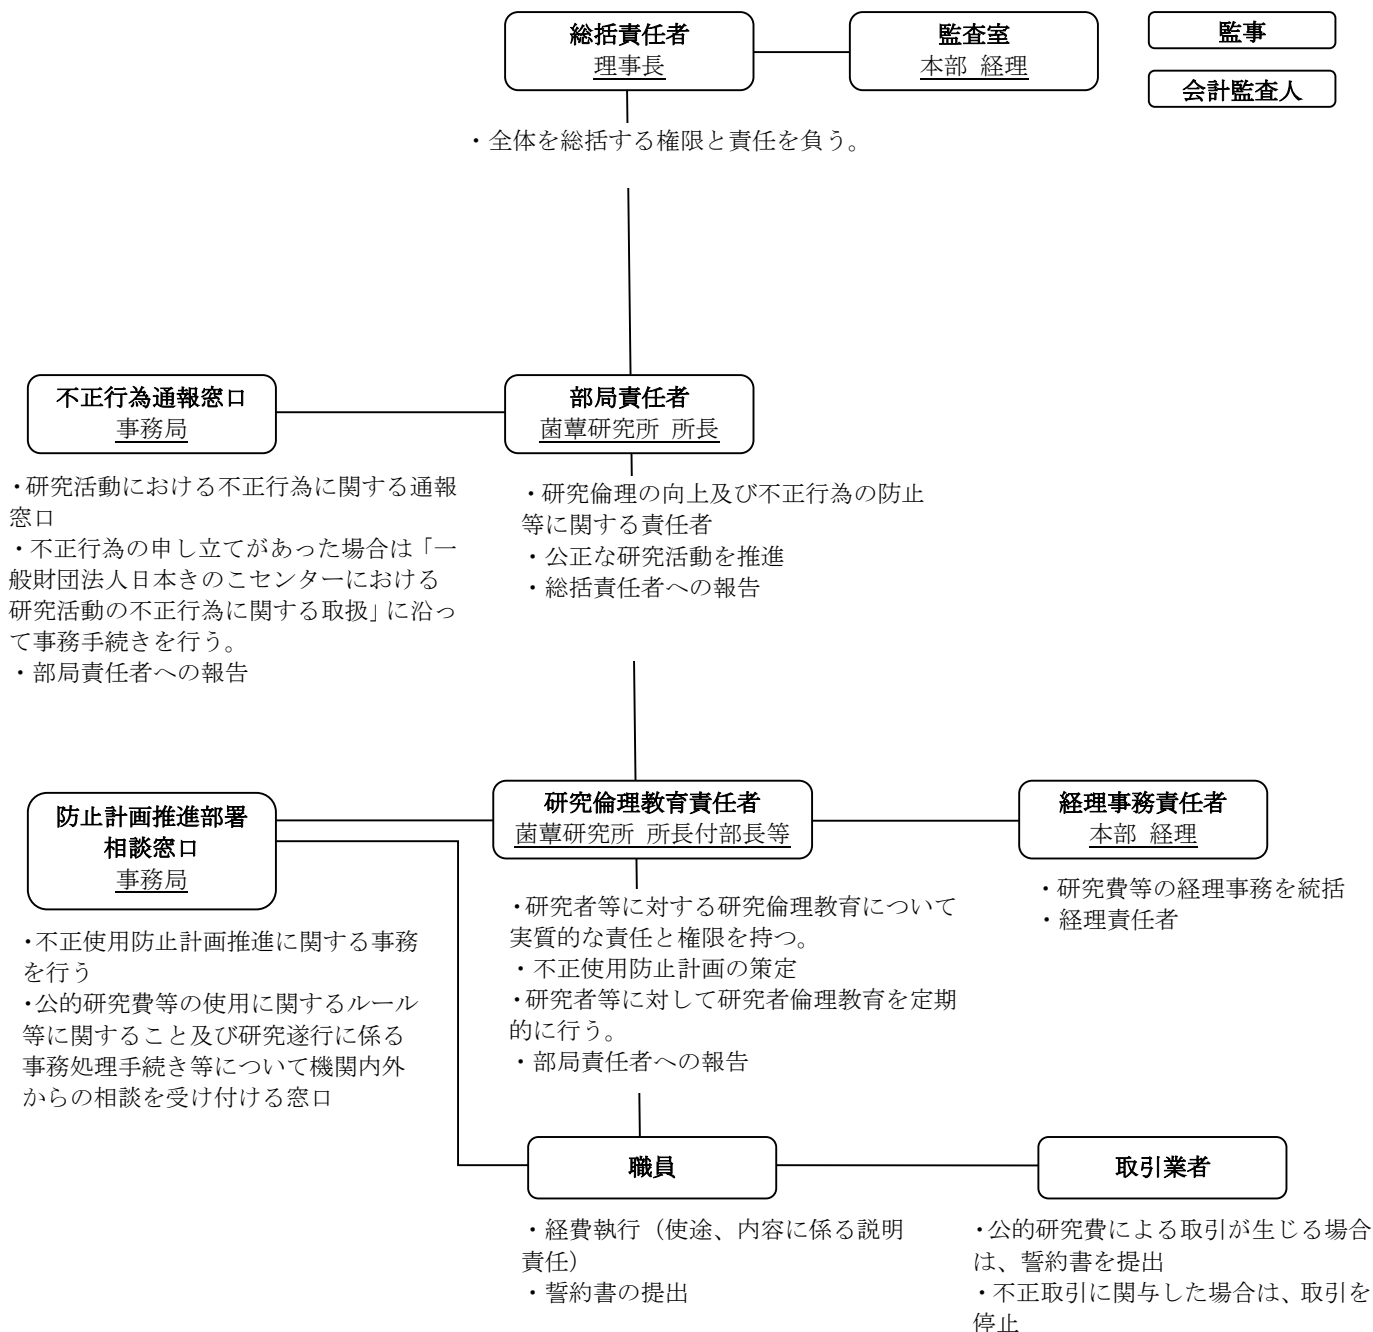 総括責任者
理事長
監査室
本部 経理
監事
会計監査人
・全体を総括する権限と責任を負う。
不正行為通報窓口
事務局
部局責任者
菌蕈研究所 所長
・研究活動における不正行為に関する通報
窓口
・不正行為の申し立てがあった場合は「一
般財団法人日本きのこセンターにおける
研究活動の不正行為に関する取扱」に沿っ
て事務手続きを行う。
・部局責任者への報告
・研究倫理の向上及び不正行為の防止
等に関する責任者
・公正な研究活動を推進
・総括責任者への報告
防止計画推進部署
相談窓口
事務局
研究倫理教育責任者
菌蕈研究所 所長付部長等
経理事務責任者
本部 経理
・不正使用防止計画推進に関する事務
を行う
・公的研究費等の使用に関するルール
等に関すること及び研究遂行に係る
事務処理手続き等について機関内外
からの相談を受け付ける窓口
・研究者等に対する研究倫理教育について
実質的な責任と権限を持つ。
・不正使用防止計画の策定
・研究者等に対して研究者倫理教育を定期
的に行う。
・部局責任者への報告
・研究費等の経理事務を統括
・経理責任者
職員
取引業者
・経費執行（使途、内容に係る説明
責任）
・誓約書の提出
・公的研究費による取引が生じる場合
は、誓約書を提出
・不正取引に関与した場合は、取引を
停止